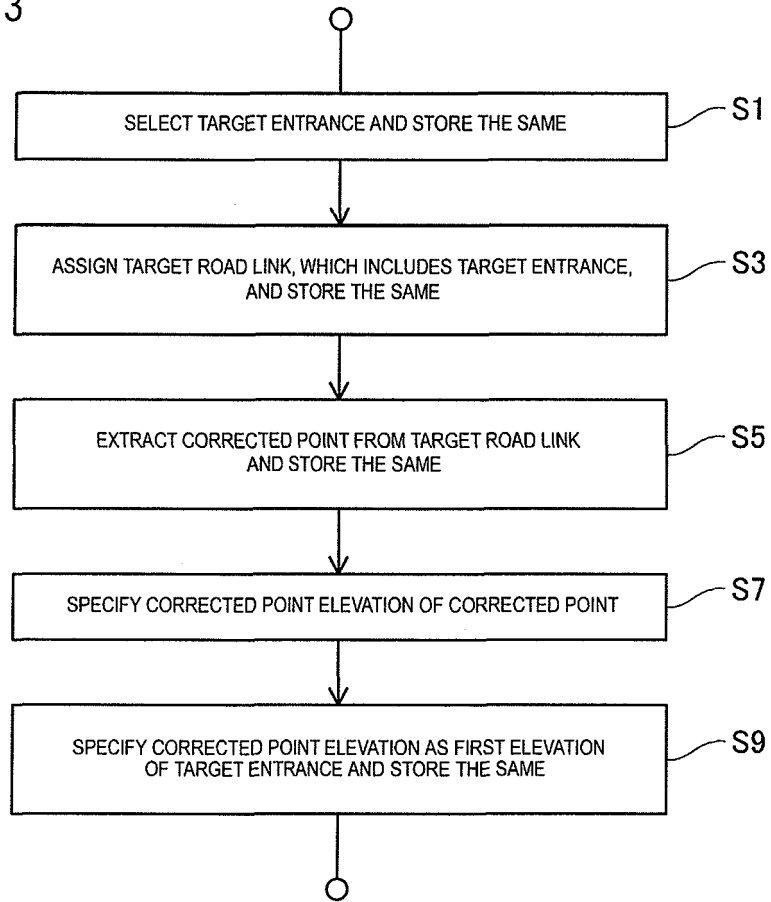 3
SELECT TARGET ENTRANCE AND STORE THE SAME
S1
ASSIGN TARGET ROAD LINK, WHICH INCLUDES TARGET ENTRANCE,
AND STORE THE SAME
S3
EXTRACT CORRECTED POINT FROM TARGET ROAD LINK
AND STORE THE SAME
S5
SPECIFY CORRECTED POINT ELEVATION OF CORRECTED POINT
S7
SPECIFY CORRECTED POINT ELEVATION AS FIRST ELEVATION
OF TARGET ENTRANCE AND STORE THE SAME
S9